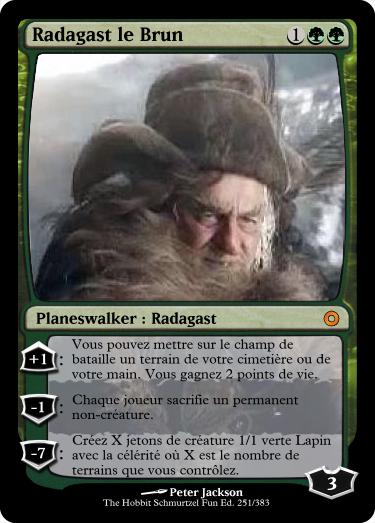 Radagast le Brun 1
Planeswalker : Radagast
+1: Vous pouvez mettre sur le champ de
bataille un terrain de votre cimetière ou de
votre main. Vous gagnez 2 points de vie.
-1: Chaque joueur sacrifie un permanent
non-créature.
-7: Créez X jetons de créature 1/1 verte Lapin
avec la célérité où X est le nombre de
terrains que vous contrôlez.
3
Peter Jackson
The Hobbit Schmurtzel Fun Ed. 251/383